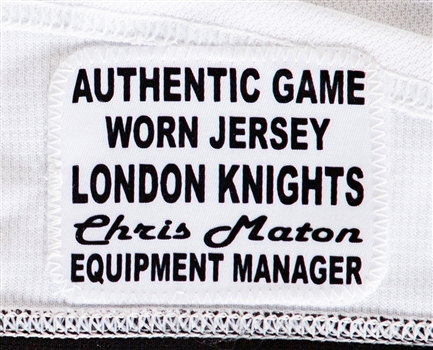 AUTHENTIC GAME
WORN JERSEY
LONDON KNIGHTS
Chris Maton
EQUIPMENT MANAGER